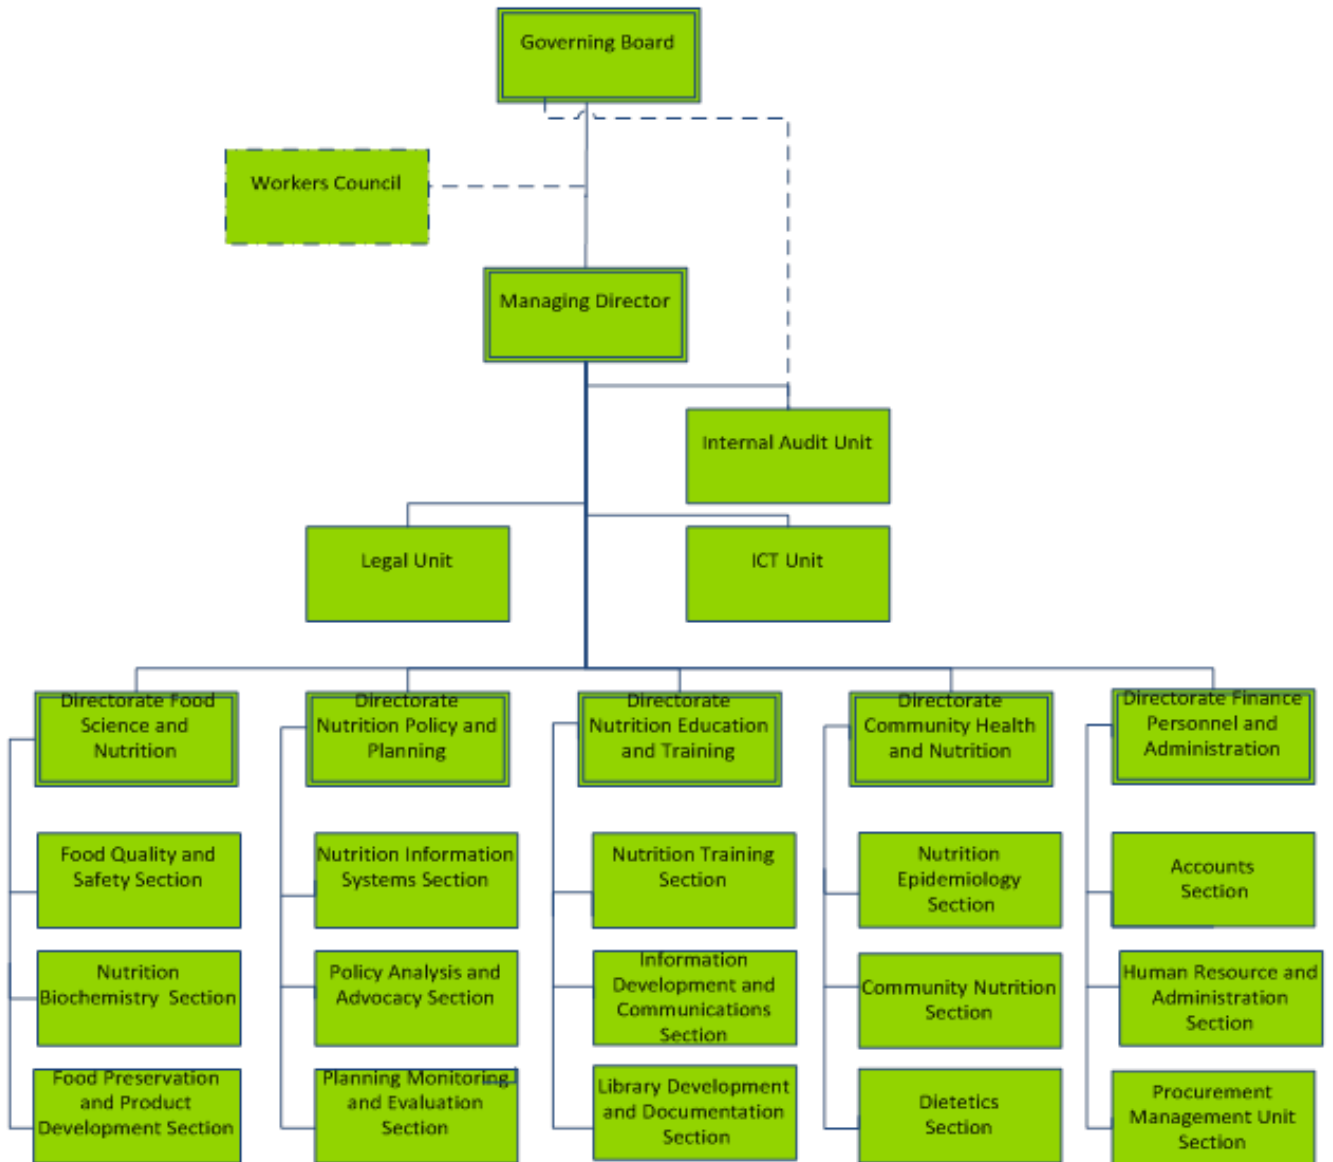 Governing Board
Workers Council
Managing Director
Internal Audit Unit
Legal Unit
ICT Unit
Directorate Food
Science and
Nutrition
Directorate
Nutrition Policy and
Planning
Directorate
Nutrition Education
and Training
Directorate
Community Health
and Nutrition
Directorate Finance
Personnel and
Administration
Food Quality and
Safety Section
Nutrition Information
Systems Section
Nutrition Training
Section
Nutrition
Epidemiology
Section
Accounts
Section
Nutrition
Biochemistry Section
Policy Analysis and
Advocacy Section
Information
Development and
Communications
Section
Community Nutrition
Section
Human Resource and
Administration
Section
Food Preservation
and Product
Development Section
Planning Monitoring
and Evaluation
Section
Library Development
and Documentation
Section
Dietetics
Section
Procurement
Management Unit
Section